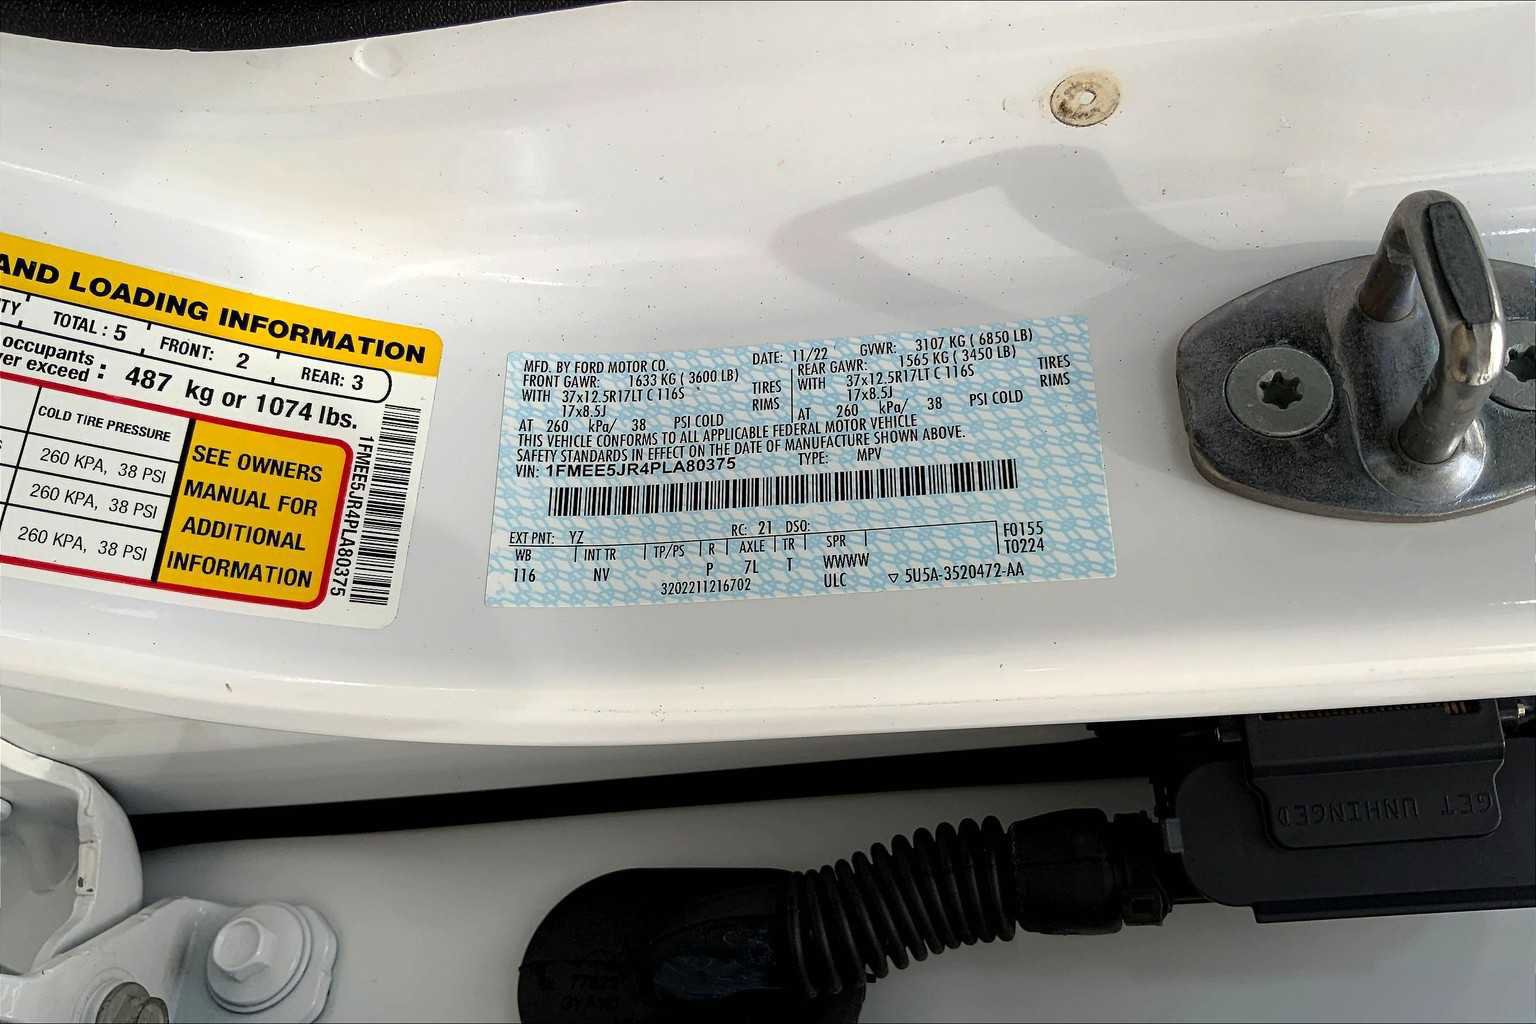 AND LOADING INFORMATION
TY TOTAL : 5 FRONT: 2 REAR: 3
occupants
er exceed : 487 kg or 1074 lbs.
COLD TIRE PRESSURE
260 KPA, 38 PSI
260 KPA, 38 PSI
260 KPA, 38 PSI
SEE OWNERS
MANUAL FOR
ADDITIONAL
INFORMATION
1FMEE5JR4PLA80375
MFD. BY FORD MOTOR CO. DATE: 11/22 GVWR: 3107 KG ( 6850 LB)
FRONT GAWR: 1633 KG ( 3600 LB) REAR GAWR: 1565 KG ( 3450 LB)
WITH 37x12.5R17LT C 116S TIRES WITH 37x12.5R17LT C 116S TIRES
17x8.5J RIMS 17x8.5J RIMS
AT 260 kPa/ 38 PSI COLD AT 260 kPa/ 38 PSI COLD
THIS VEHICLE CONFORMS TO ALL APPLICABLE FEDERAL MOTOR VEHICLE
SAFETY STANDARDS IN EFFECT ON THE DATE OF MANUFACTURE SHOWN ABOVE.
VIN: 1FMEE5JR4PLA80375 TYPE: MPV
EXT PNT: YZ RC: 21 DSO: F0155
WB INT TR TP/PS R AXLE TR SPR T0224
116 NV P 7L T WWWW
3202211216702 ULC ▽ 5U5A-3520472-AA
GET UNHINGED